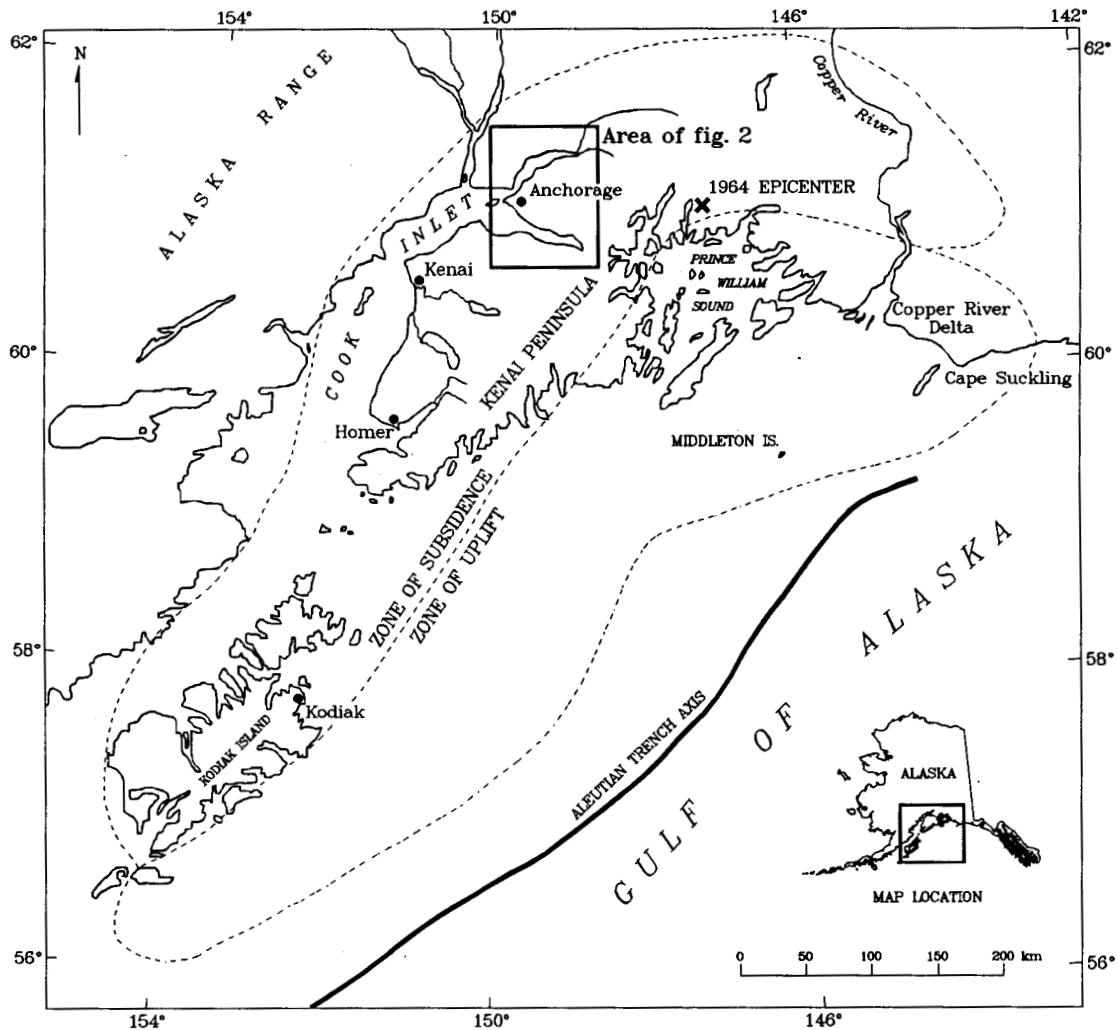 154°
150°
146°
142°
62°
62°
N
ALASKA RANGE
Copper River
Area of fig. 2
Anchorage
1964 EPICENTER
COOK INLET
Kenai
PRINCE
WILLIAM
SOUND
KENAI PENINSULA
Copper River
Delta
60°
60°
Cape Suckling
Homer
MIDDLETON IS.
ZONE OF SUBSIDENCE
ZONE OF UPLIFT
58°
58°
Kodiak
KODIAK ISLAND
ALEUTIAN TRENCH AXIS
GULF OF ALASKA
ALASKA
MAP LOCATION
56°
56°
0 50 100 150 200 km
154°
150°
146°